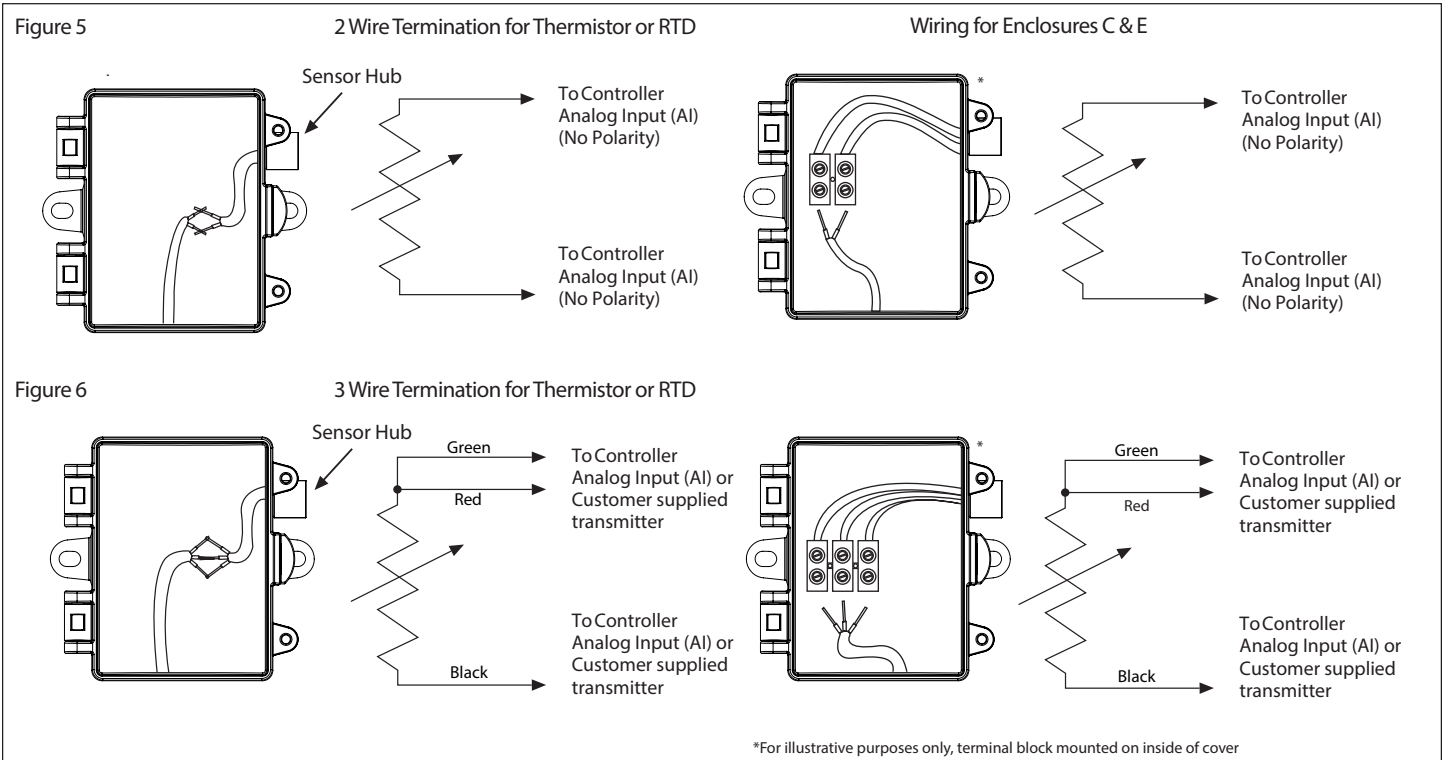 Figure 5
2 Wire Termination for Thermistor or RTD
Wiring for Enclosures C & E
Sensor Hub
To Controller
Analog Input (AI)
(No Polarity)
To Controller
Analog Input (AI)
(No Polarity)
*
To Controller
Analog Input (AI)
(No Polarity)
To Controller
Analog Input (AI)
(No Polarity)
Figure 6
3 Wire Termination for Thermistor or RTD
Sensor Hub
Green
Red
To Controller
Analog Input (AI) or
Customer supplied
transmitter
Black
To Controller
Analog Input (AI) or
Customer supplied
transmitter
*
Green
Red
To Controller
Analog Input (AI) or
Customer supplied
transmitter
Black
To Controller
Analog Input (AI) or
Customer supplied
transmitter
*For illustrative purposes only, terminal block mounted on inside of cover